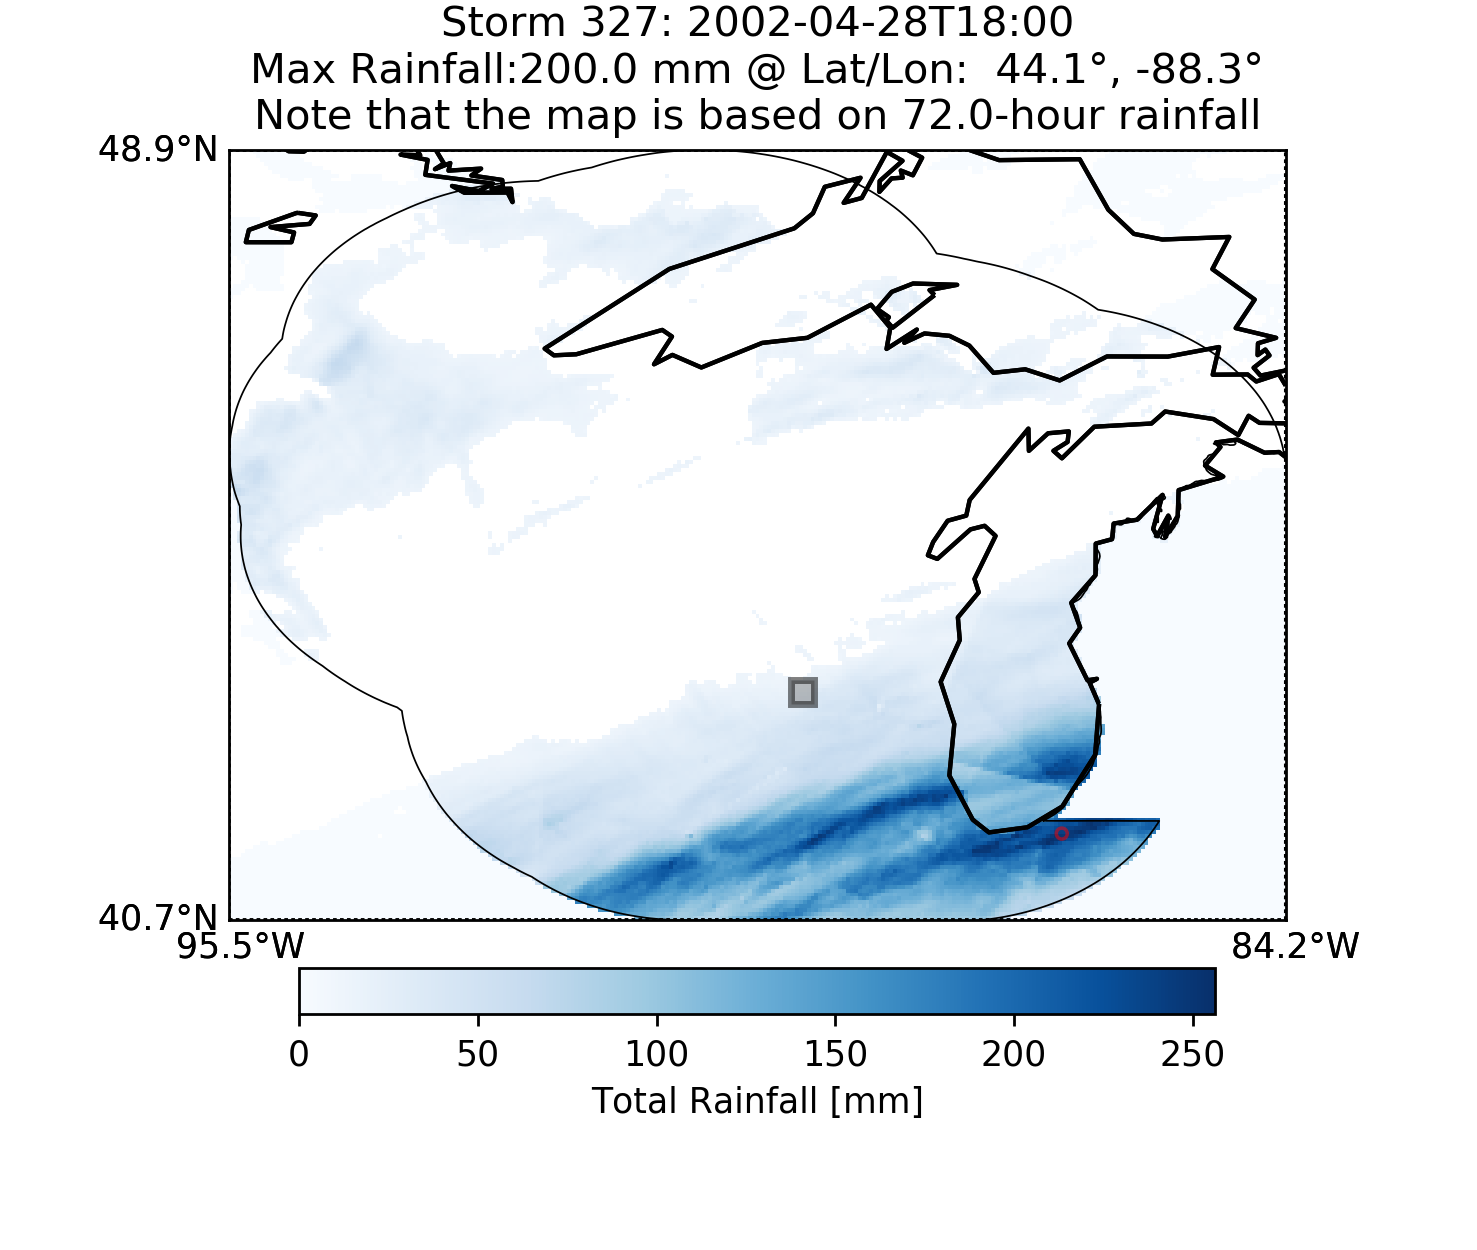 Storm 327: 2002-04-28T18:00
Max Rainfall:200.0 mm @ Lat/Lon:  44.1°, -88.3°
Note that the map is based on 72.0-hour rainfall
48.9°N
40.7°N
95.5°W 84.2°W
0 50 100 150 200 250
Total Rainfall [mm]